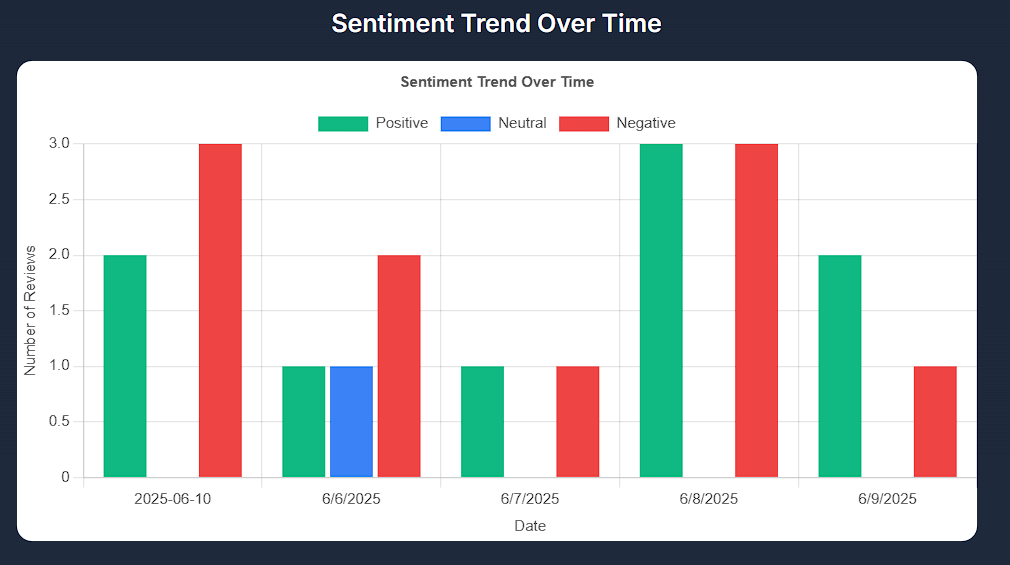 Sentiment Trend Over Time
Sentiment Trend Over Time
Positive Neutral Negative
3.0
2.5
2.0
1.5
1.0
0.5
0
Number of Reviews
2025-06-10 6/6/2025 6/7/2025 6/8/2025 6/9/2025
Date